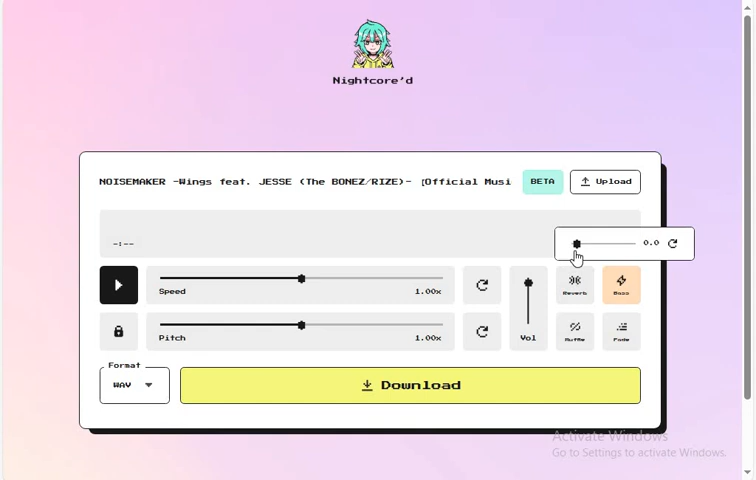 Nightcore'd
NOISEMAKER -Wings feat. JESSE (The BONEZ/RIZE)- [Official Musi
BETA
Upload
-:--
0.0
Speed
1.00x
Reverb
Bass
Pitch
1.00x
Vol
Muffle
Fade
Format
WAV
Download
Activate Windows
Go to Settings to activate Windows.